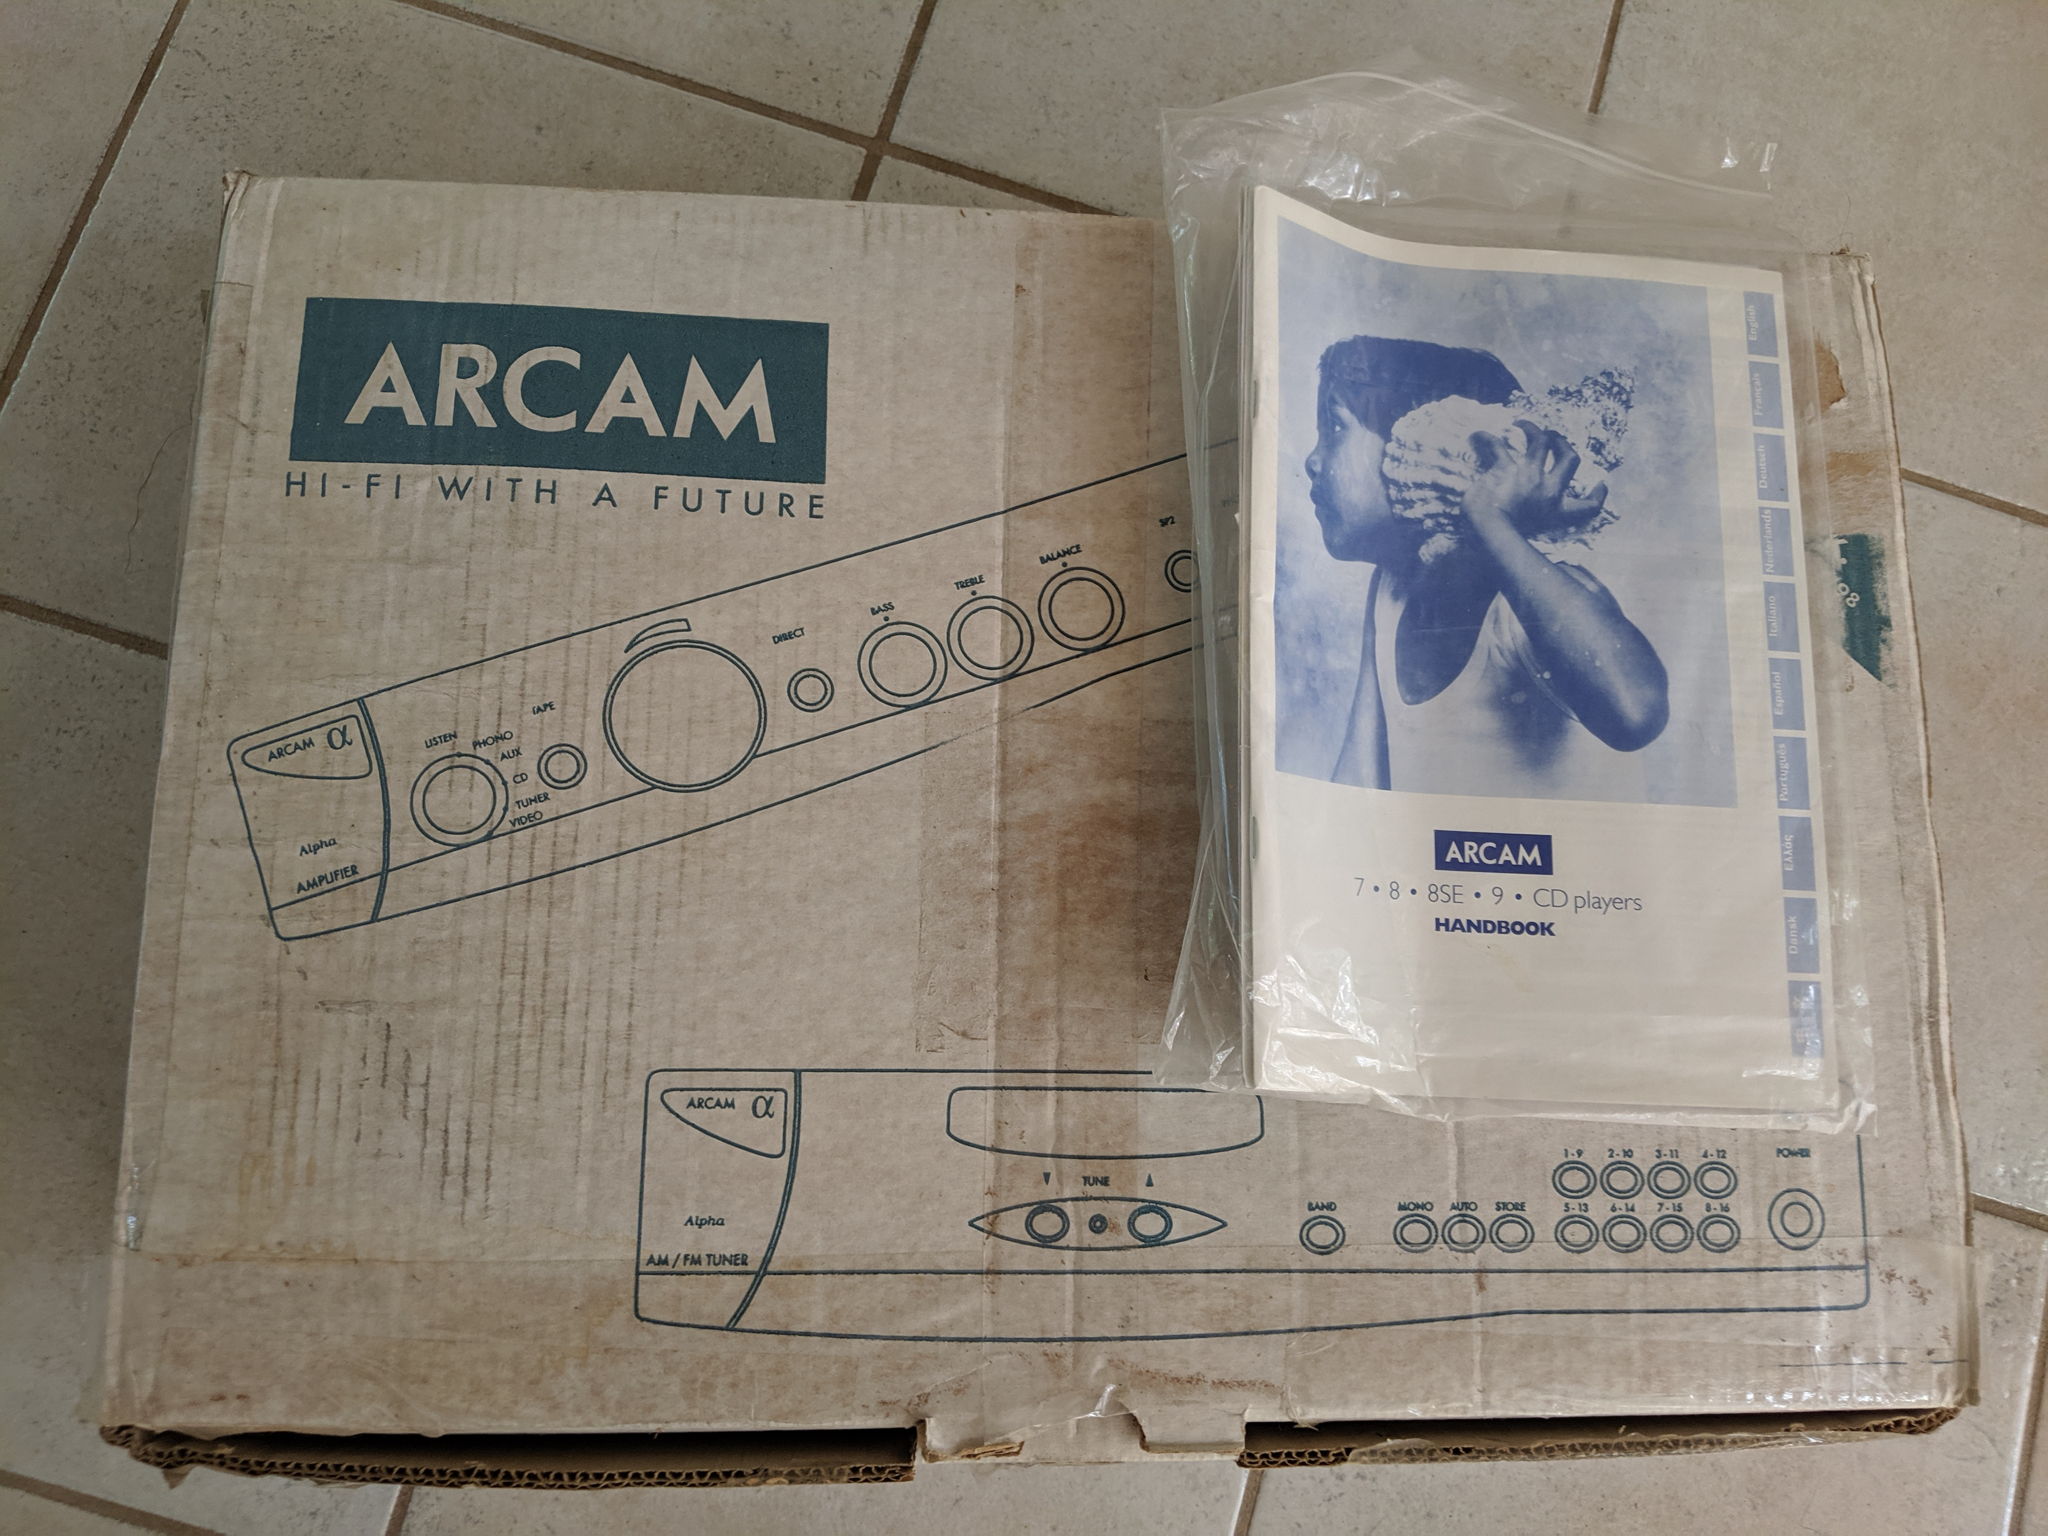 ARCAM
HI-FI WITH A FUTURE
ARCAM α
Alpha
AMPLIFIER
LISTEN
PHONO
AUX
CD
TUNER
VIDEO
TAPE
DIRECT
BASS
TREBLE
BALANCE
SP2
ARCAM
7 • 8 • 8SE • 9 • CD players
HANDBOOK
English
Français
Deutsch
Nederlands
Italiano
Español
Português
Ελλάς
Dansk
ARCAM α
Alpha
AM / FM TUNER
TUNE
BAND
MONO
AUTO
STORE
1 - 9
2 - 10
3 - 11
4 - 12
5 - 13
6 - 14
7 - 15
8 - 16
POWER